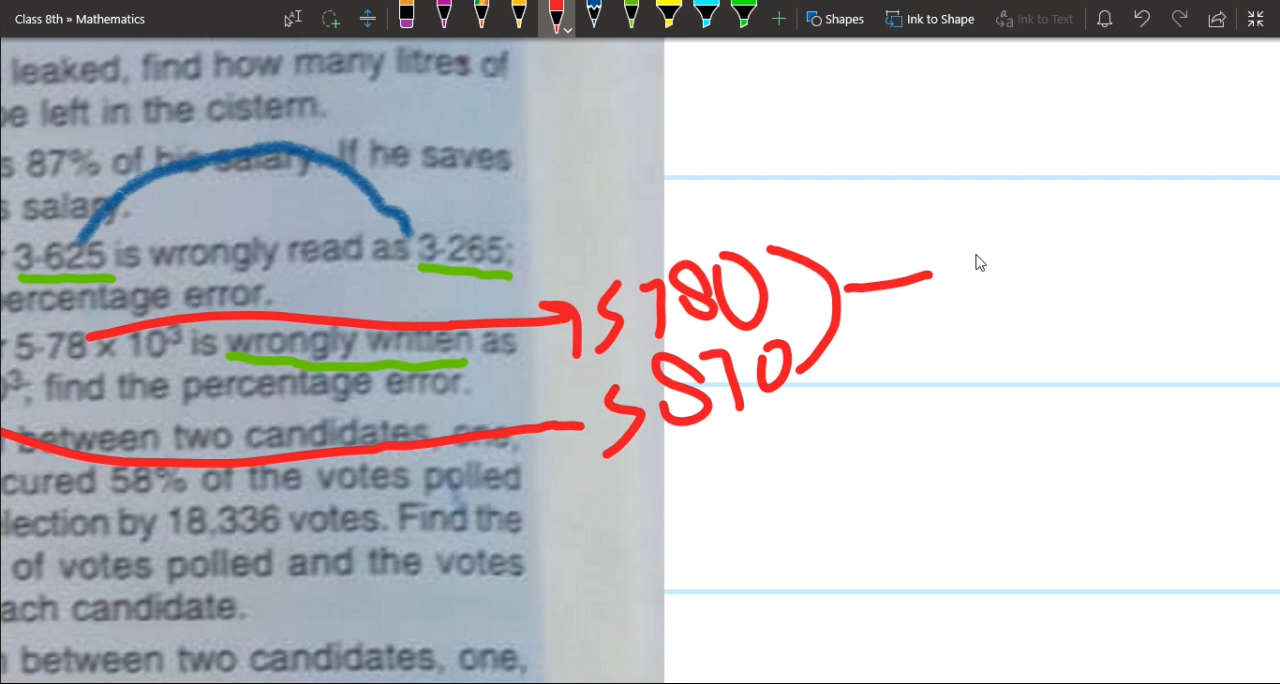 Class 8th » Mathematics
Shapes
Ink to Shape
Ink to Text
leaked, find how many litres of
be left in the cistern.
s 87% of his salary. If he saves
s salary.
3·625 is wrongly read as 3·265;
ercentage error.
5·78 × 10³ is wrongly written as
0³; find the percentage error.
between two candidates, one,
cured 58% of the votes polled
lection by 18,336 votes. Find the
of votes polled and the votes
ach candidate.
between two candidates, one,
5780
5870